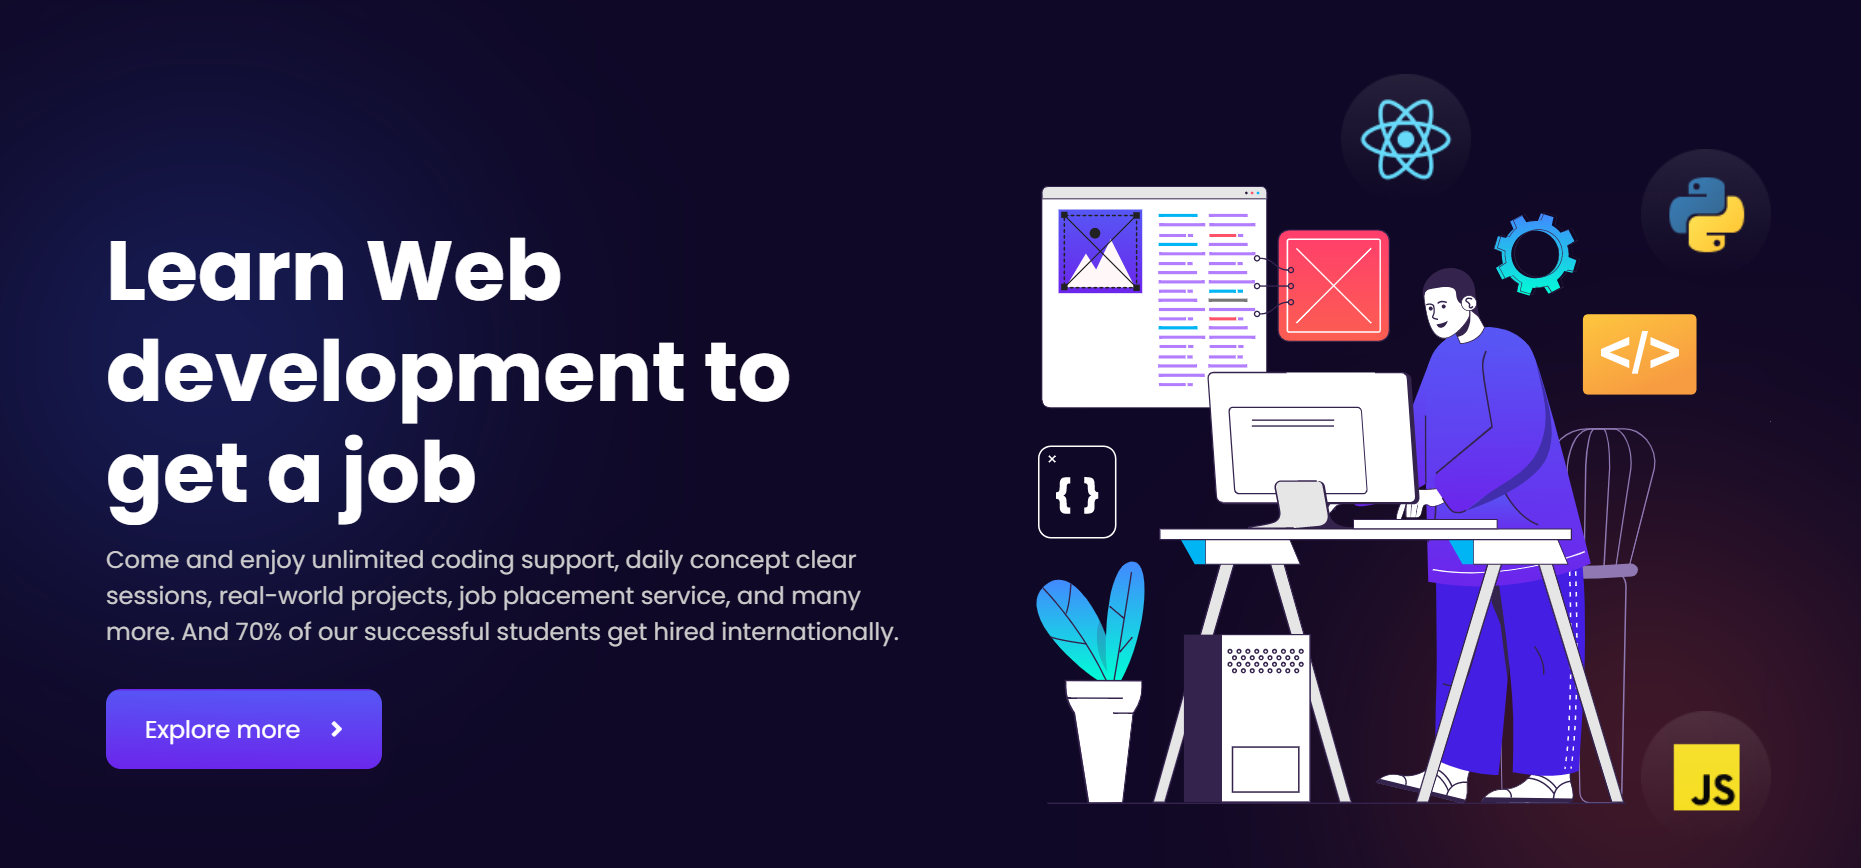 Learn Web
development to
get a job
Come and enjoy unlimited coding support, daily concept clear
sessions, real-world projects, job placement service, and many
more. And 70% of our successful students get hired internationally.
Explore more
</>
{ }
JS